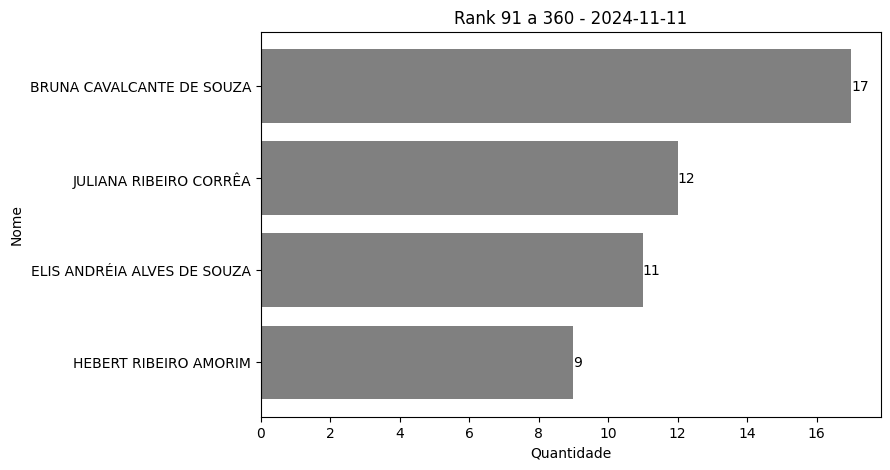 Rank 91 a 360 - 2024-11-11
BRUNA CAVALCANTE DE SOUZA
17
JULIANA RIBEIRO CORRÊA
12
Nome
ELIS ANDRÉIA ALVES DE SOUZA
11
HEBERT RIBEIRO AMORIM
9
0 2 4 6 8 10 12 14 16
Quantidade